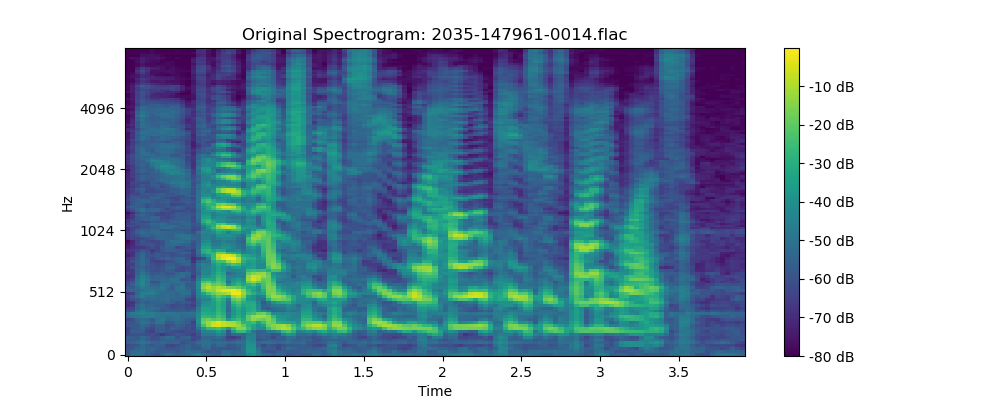 Original Spectrogram: 2035-147961-0014.flac
Hz
4096
2048
1024
512
0
0 0.5 1 1.5 2 2.5 3 3.5
Time
-10 dB
-20 dB
-30 dB
-40 dB
-50 dB
-60 dB
-70 dB
-80 dB